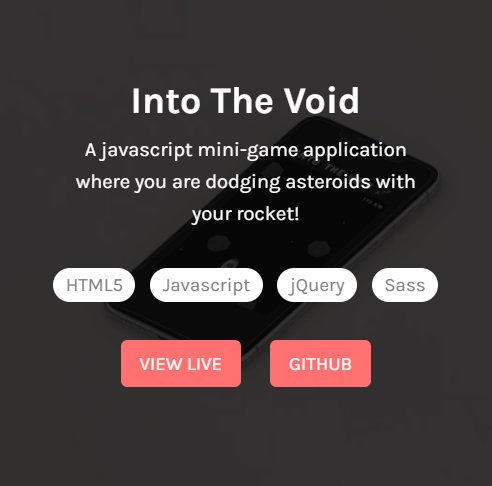 Into The Void
A javascript mini-game application
where you are dodging asteroids with
your rocket!
HTML5 Javascript jQuery Sass
VIEW LIVE GITHUB